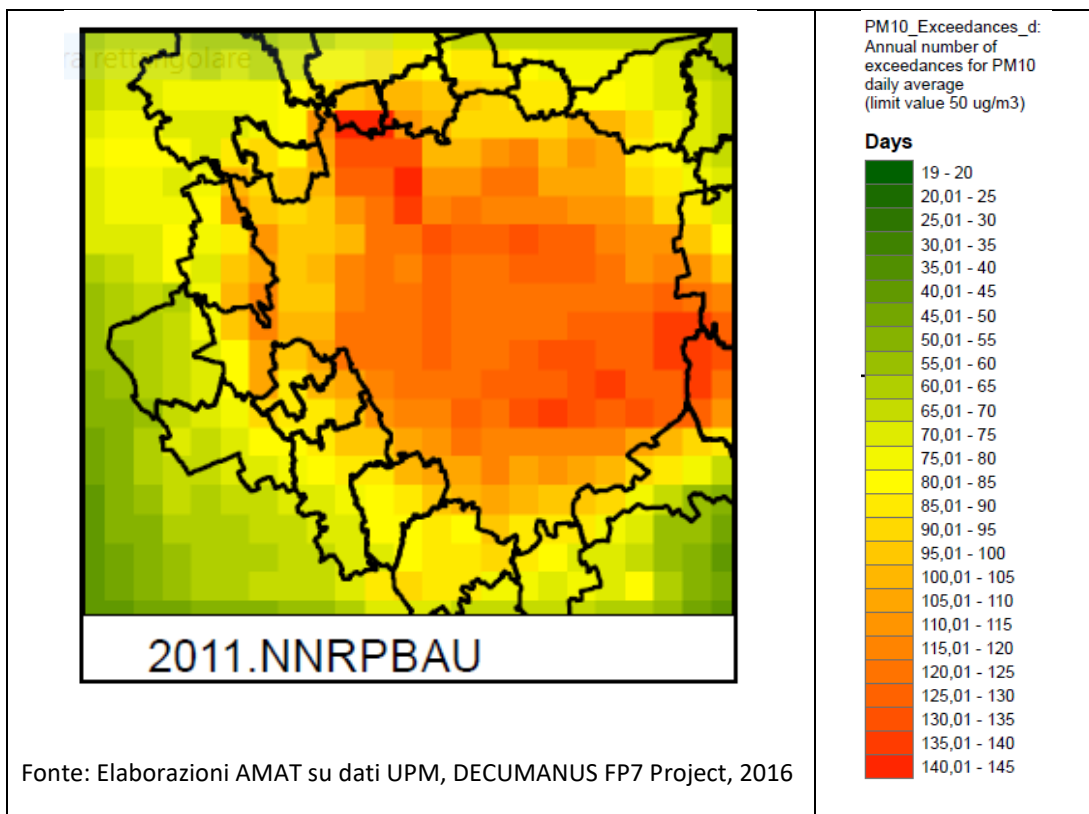 ra rettangolare
2011.NNRPBAU
Fonte: Elaborazioni AMAT su dati UPM, DECUMANUS FP7 Project, 2016
PM10_Exceedances_d:
Annual number of
exceedances for PM10
daily average
(limit value 50 ug/m3)
Days
19 - 20
20,01 - 25
25,01 - 30
30,01 - 35
35,01 - 40
40,01 - 45
45,01 - 50
50,01 - 55
55,01 - 60
60,01 - 65
65,01 - 70
70,01 - 75
75,01 - 80
80,01 - 85
85,01 - 90
90,01 - 95
95,01 - 100
100,01 - 105
105,01 - 110
110,01 - 115
115,01 - 120
120,01 - 125
125,01 - 130
130,01 - 135
135,01 - 140
140,01 - 145